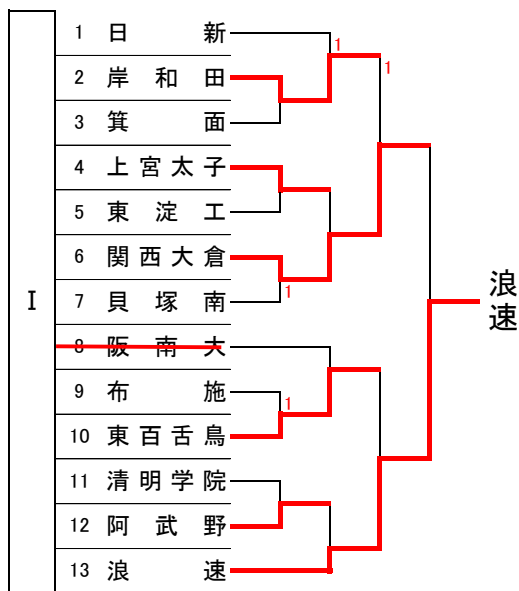 I
1 日新
2 岸和田
3 箕面
4 上宮太子
5 東淀工
6 関西大倉
7 貝塚南
8 阪南大
9 布施
10 東百舌鳥
11 清明学院
12 阿武野
13 浪速
1
1
1
1
浪速